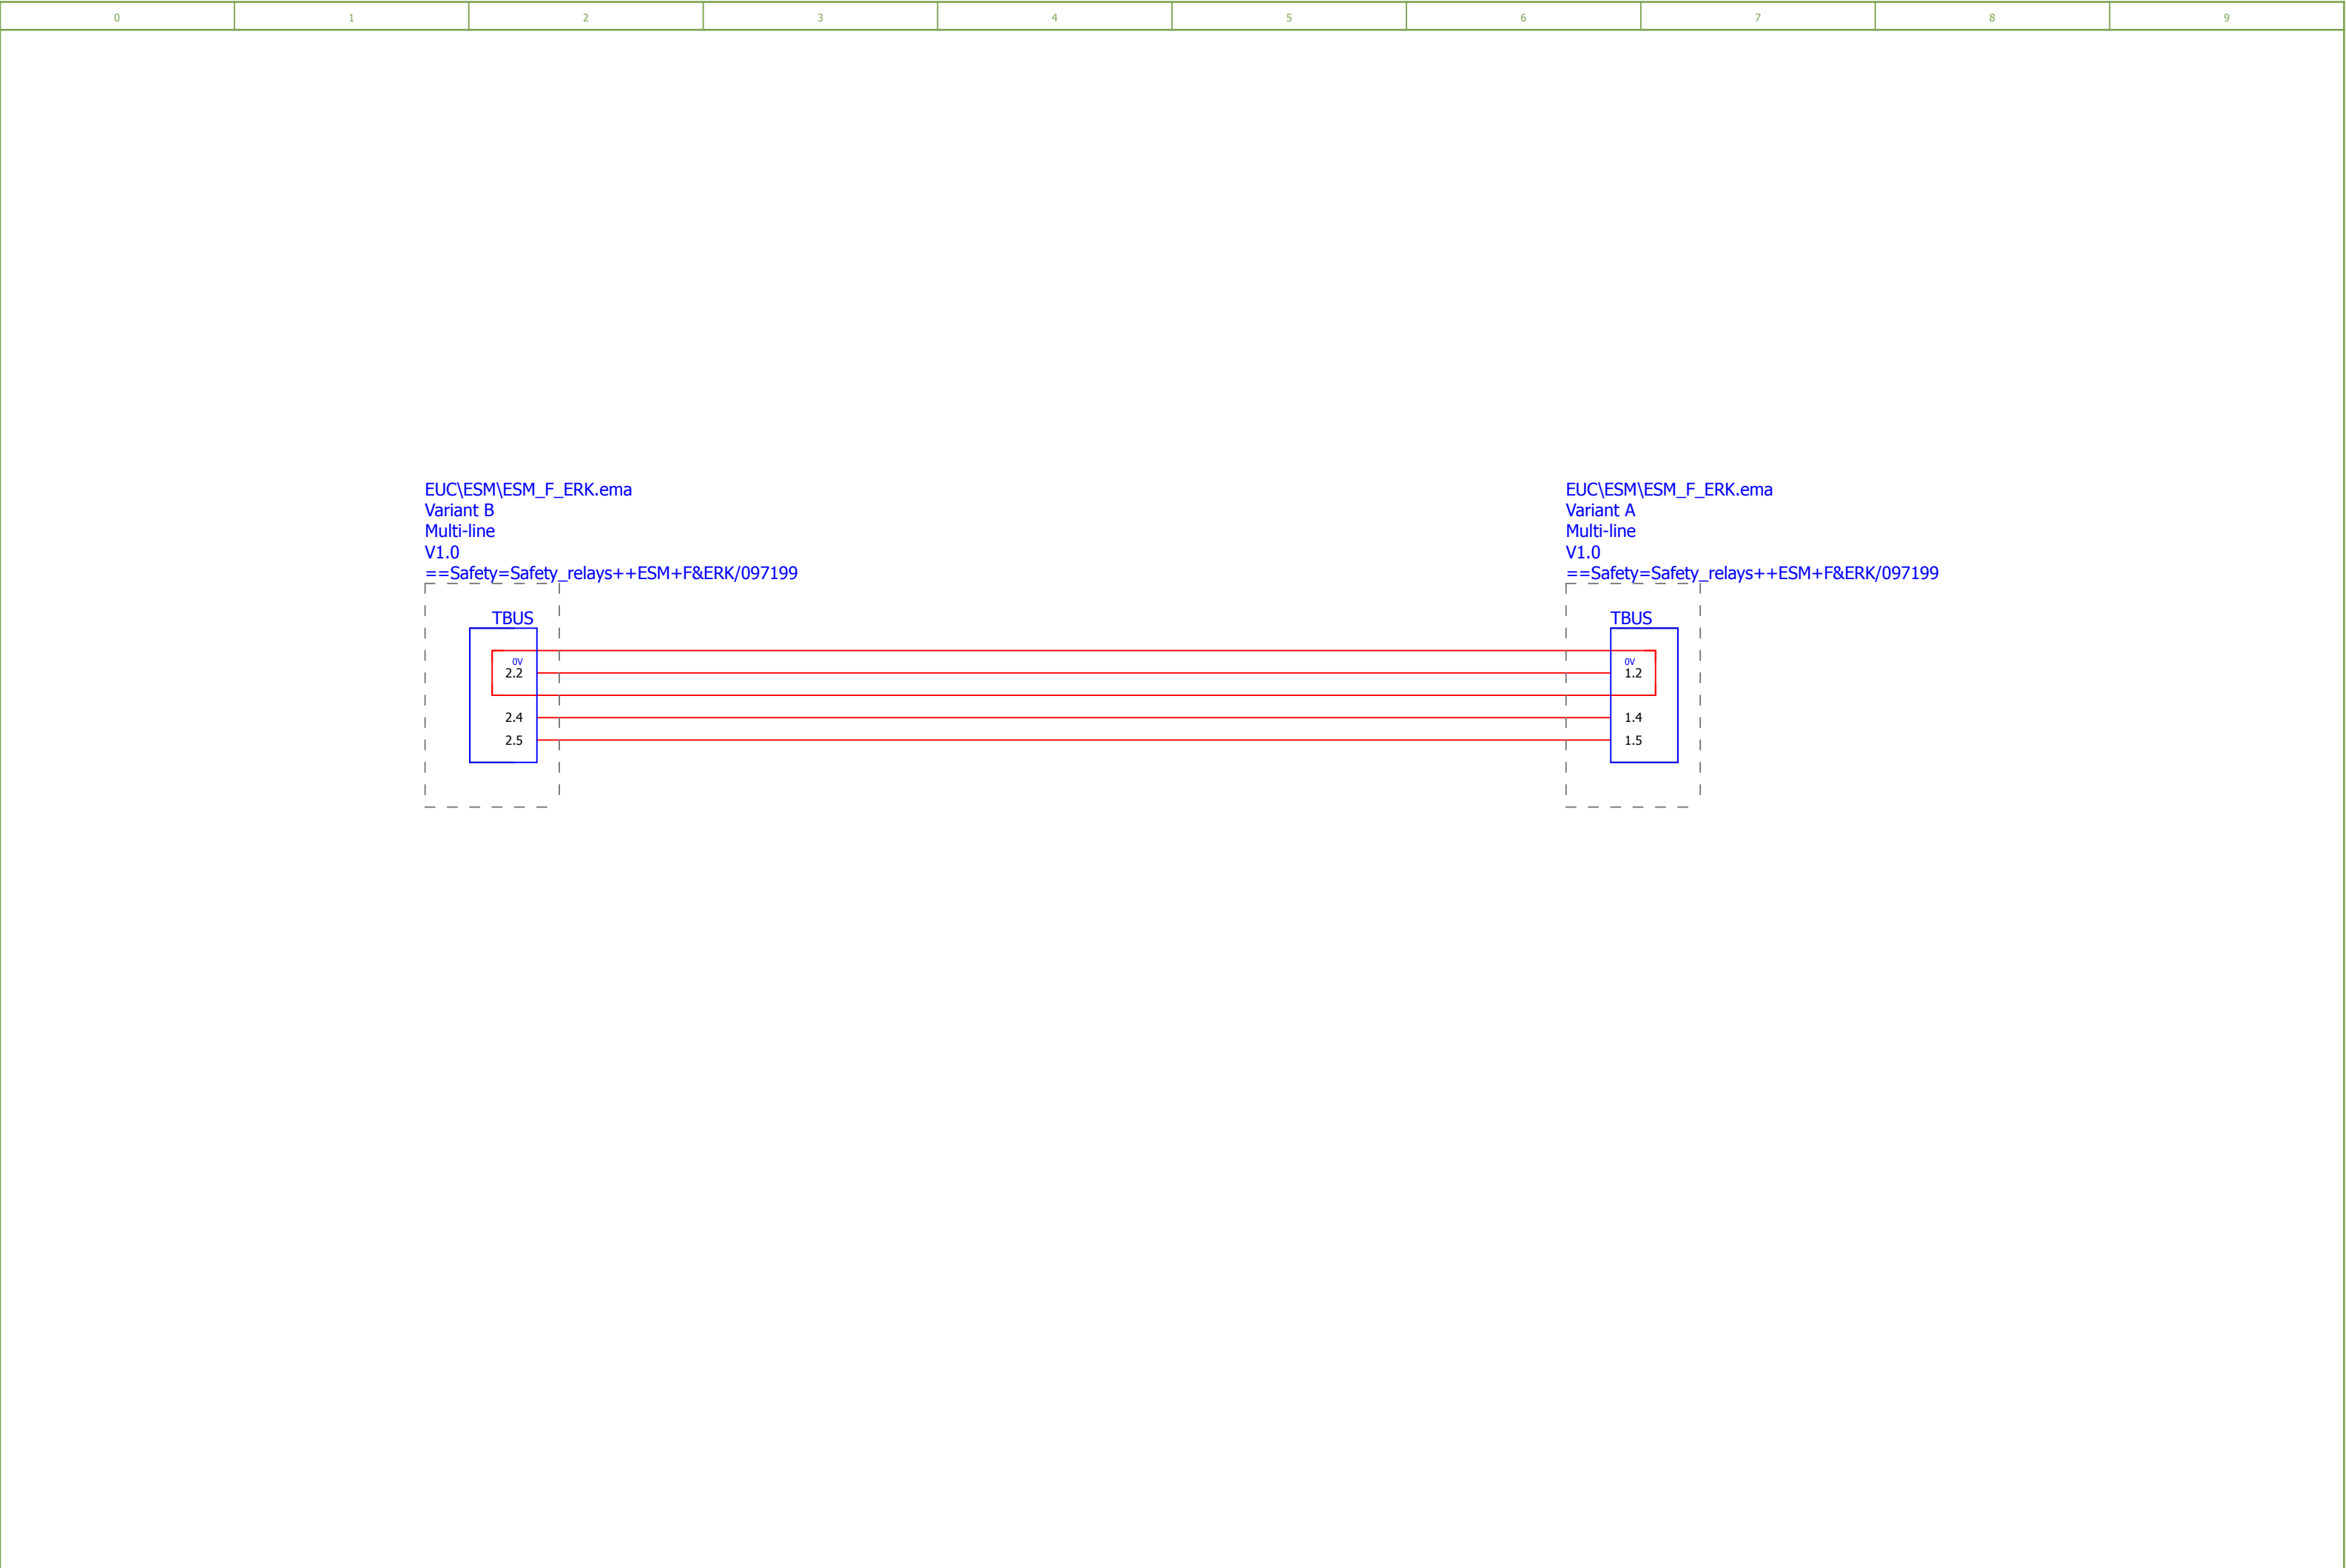 0 1 2 3 4 5 6 7 8 9
EUC\ESM\ESM_F_ERK.ema
Variant B
Multi-line
V1.0
==Safety=Safety_relays++ESM+F&ERK/097199
TBUS
0V
2.2
2.4
2.5
EUC\ESM\ESM_F_ERK.ema
Variant A
Multi-line
V1.0
==Safety=Safety_relays++ESM+F&ERK/097199
TBUS
0V
1.2
1.4
1.5